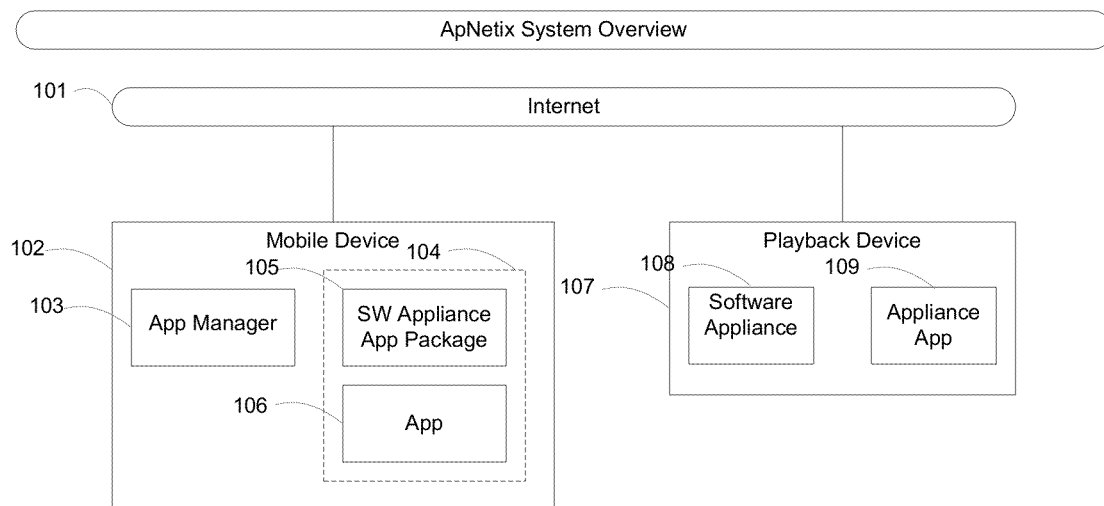 ApNetix System Overview
101
Internet
102
Mobile Device
104
105
103
App Manager
SW Appliance
App Package
106
App
Playback Device
108
109
107
Software
Appliance
Appliance
App